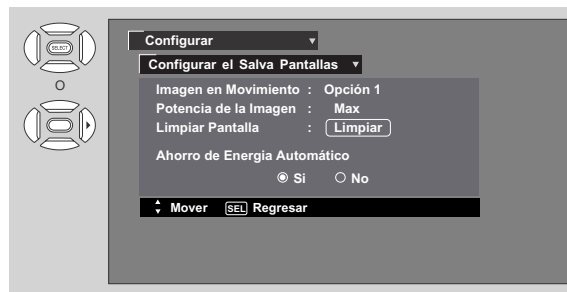 SELECT
O
Configurar
Configurar el Salva Pantallas
Imagen en Movimiento : Opción 1
Potencia de la Imagen : Max
Limpiar Pantalla : Limpiar
Ahorro de Energia Automático
Si No
Mover SEL Regresar